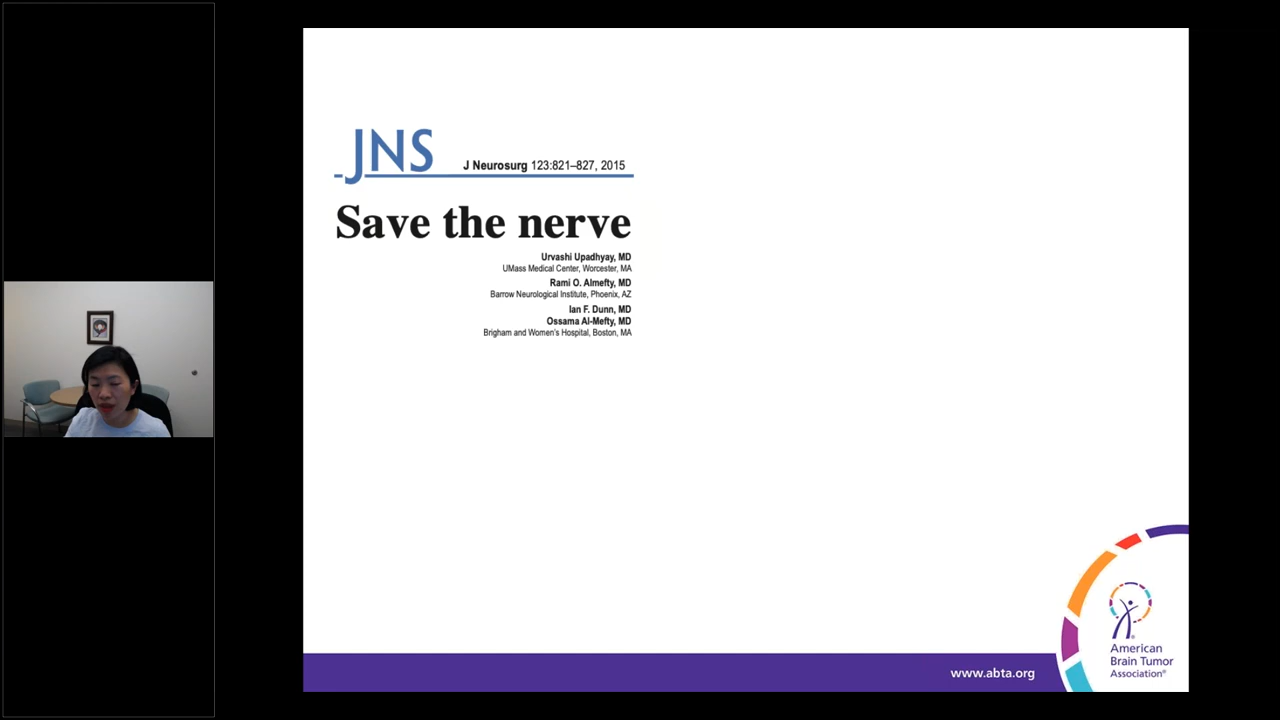 JNS
J Neurosurg 123:821–827, 2015
Save the nerve
Urvashi Upadhyay, MD
UMass Medical Center, Worcester, MA
Rami O. Almefty, MD
Barrow Neurological Institute, Phoenix, AZ
Ian F. Dunn, MD
Ossama Al-Mefty, MD
Brigham and Women's Hospital, Boston, MA
American
Brain Tumor
Association®
www.abta.org